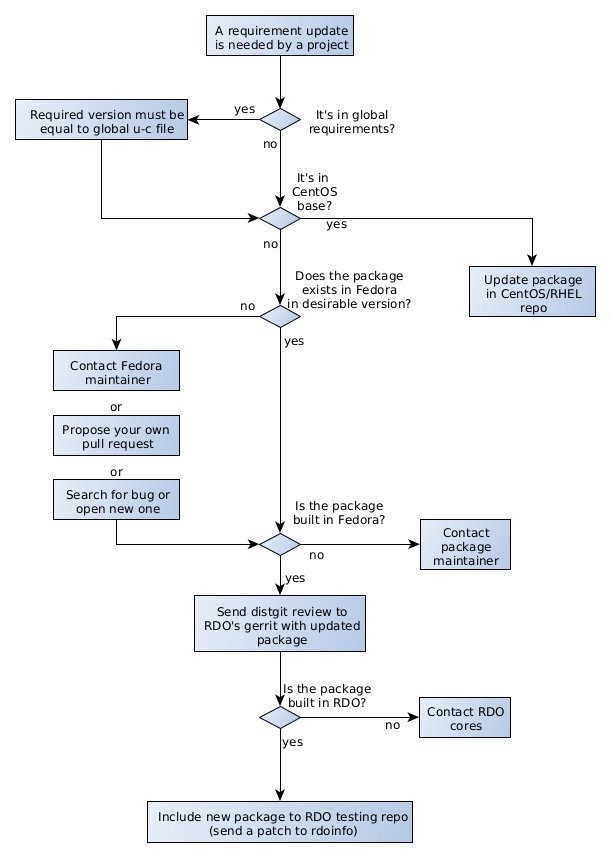 A requirement update
is needed by a project
yes
It's in global
requirements?
Required version must be
equal to global u-c file
no
It's in
CentOS
base?
yes
no
Update package
in CentOS/RHEL
repo
Does the package
exists in Fedora
in desirable version?
no
yes
Contact Fedora
maintainer
or
Propose your own
pull request
or
Search for bug or
open new one
Is the package
built in Fedora?
no
Contact
package
maintainer
yes
Send distgit review to
RDO's gerrit with updated
package
Is the package
built in RDO?
no
Contact RDO
cores
yes
Include new package to RDO testing repo
(send a patch to rdoinfo)